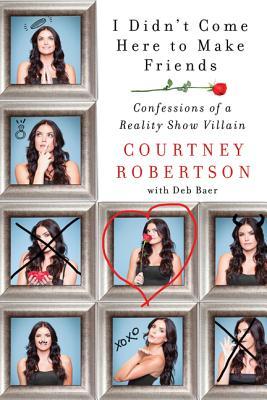 I Didn't Come
Here to Make
Friends
Confessions of a
Reality Show Villain
COURTNEY
ROBERTSON
with Deb Baer
XOXO